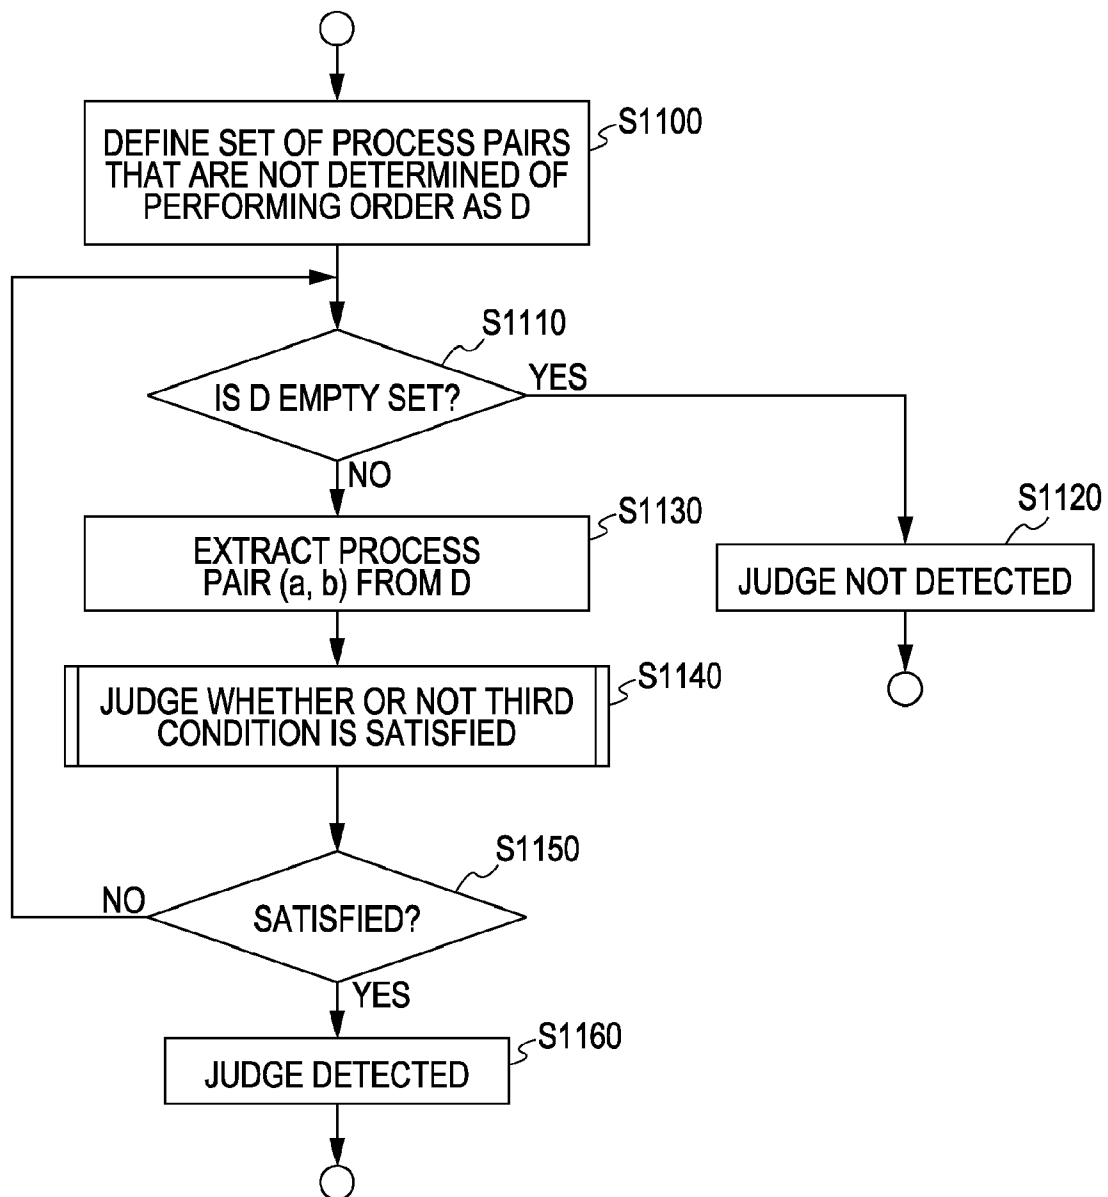 S1100
DEFINE SET OF PROCESS PAIRS
THAT ARE NOT DETERMINED OF
PERFORMING ORDER AS D
S1110
IS D EMPTY SET?
YES
NO
S1120
JUDGE NOT DETECTED
S1130
EXTRACT PROCESS
PAIR (a, b) FROM D
S1140
JUDGE WHETHER OR NOT THIRD
CONDITION IS SATISFIED
S1150
SATISFIED?
NO
YES
S1160
JUDGE DETECTED